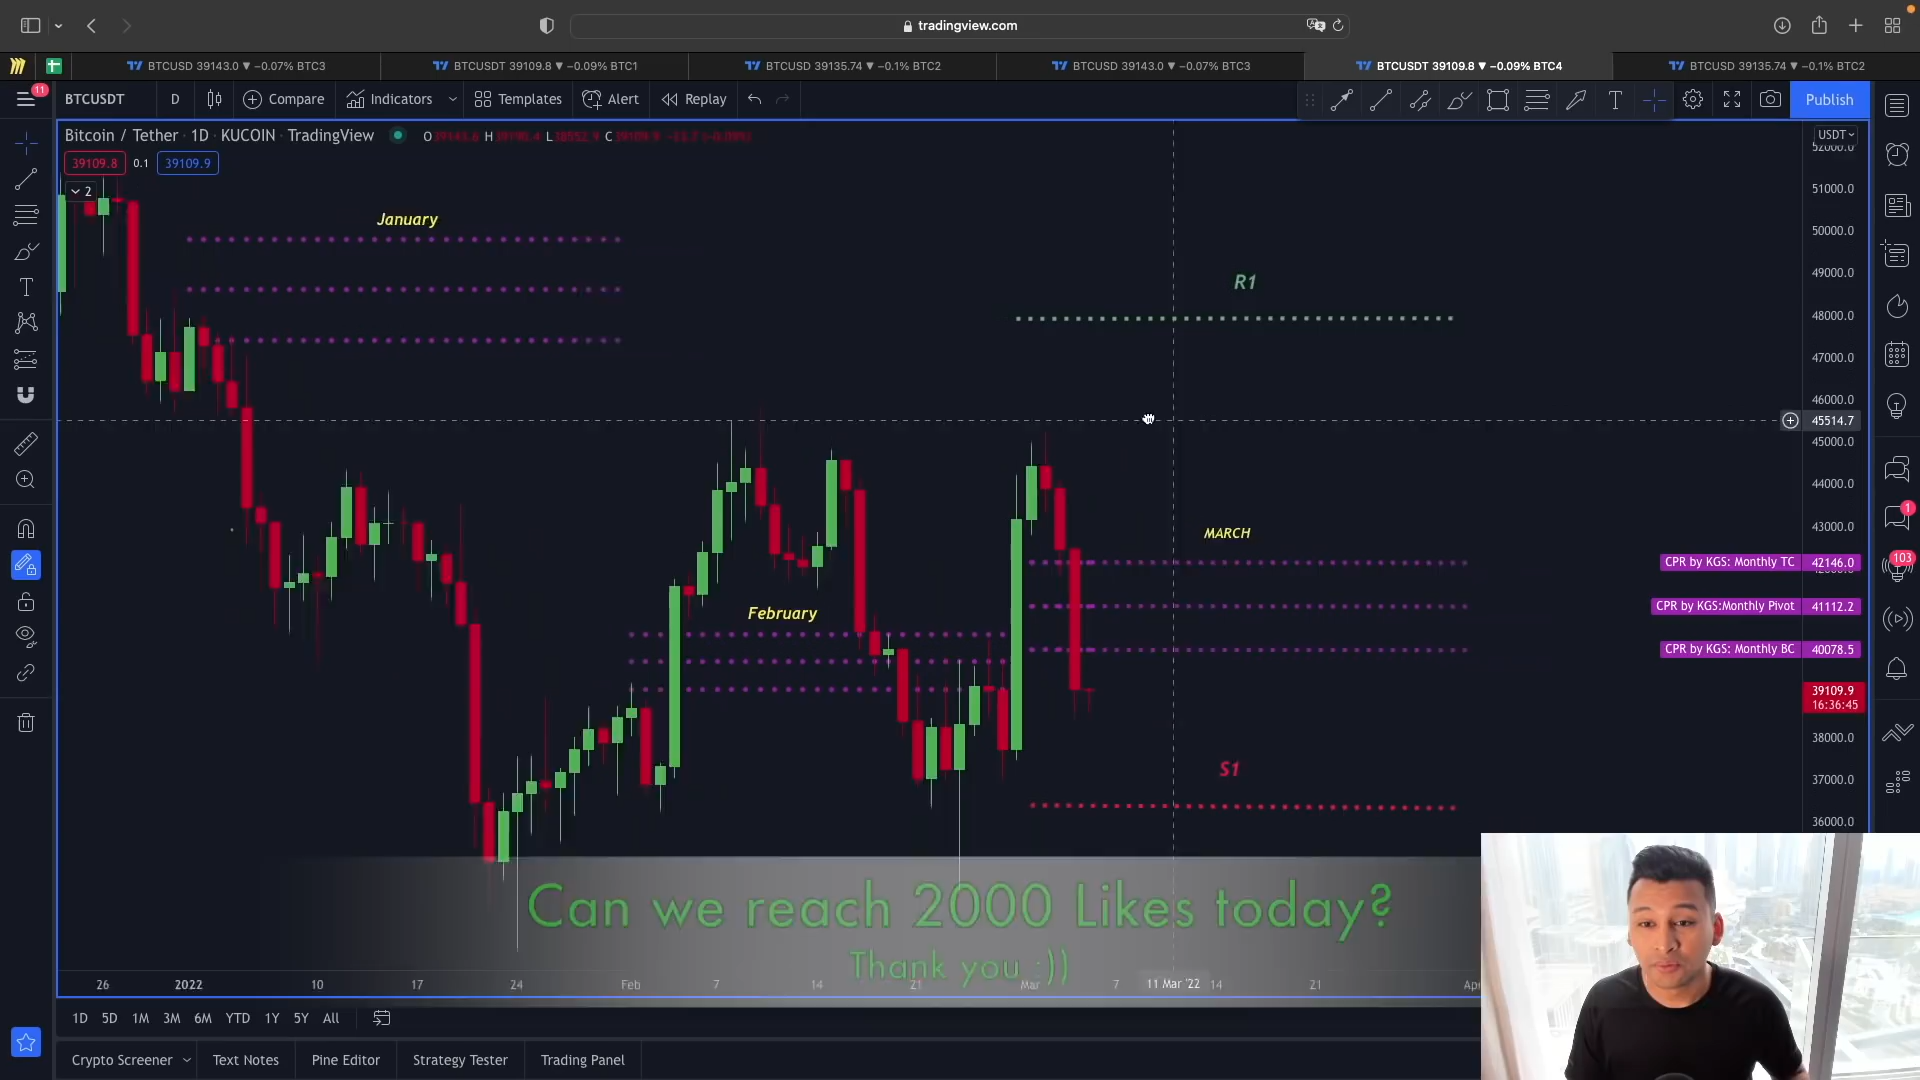 tradingview.com
BTCUSD 39143.0 ▼ −0.07% BTC3
BTCUSDT 39109.8 ▼ −0.09% BTC1
BTCUSD 39135.74 ▼ −0.1% BTC2
BTCUSD 39143.0 ▼ −0.07% BTC3
BTCUSDT 39109.8 ▼ −0.09% BTC4
BTCUSD 39135.74 ▼ −0.1% BTC2
11
BTCUSDT D Compare Indicators Templates Alert Replay T Publish
Bitcoin / Tether · 1D · KUCOIN · TradingView O H L C
USDT
39109.8 0.1 39109.9
2
52000.0
51000.0
January
50000.0
49000.0
R1
48000.0
47000.0
46000.0
45514.7
45000.0
44000.0
1
43000.0
MARCH
CPR by KGS: Monthly TC 42146.0
103
CPR by KGS:Monthly Pivot 41112.2
February
CPR by KGS: Monthly BC 40078.5
39109.9
16:36:45
38000.0
S1
37000.0
36000.0
Can we reach 2000 Likes today?
Thank you :))
26 2022 10 17 24 Feb 7 14 21 Mar 7 11 Mar '22 14 21
1D 5D 1M 3M 6M YTD 1Y 5Y All
Crypto Screener Text Notes Pine Editor Strategy Tester Trading Panel